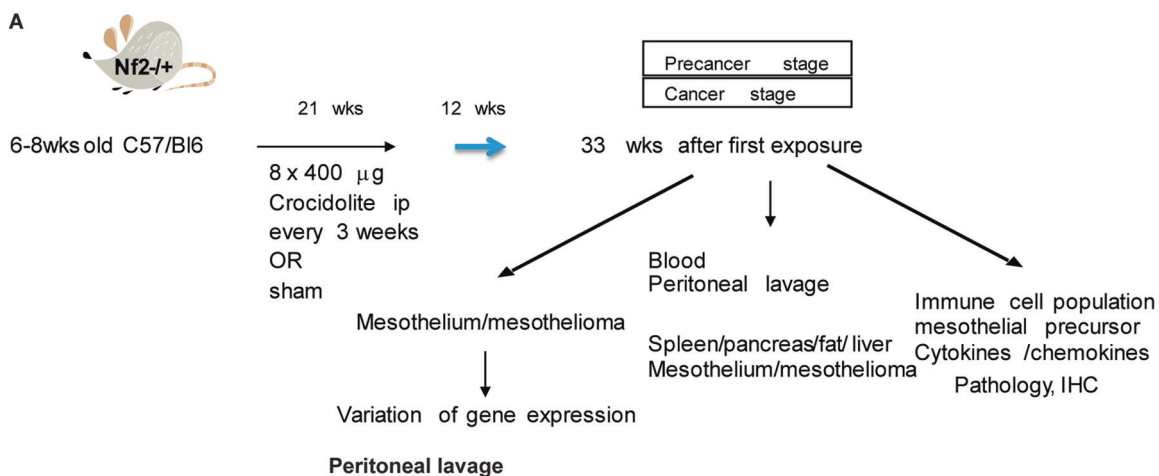 A
Nf2-/+
6-8wks old C57/Bl6
21 wks
8 x 400 μg
Crocidolite ip
every 3 weeks
OR
sham
12 wks
Precancer stage
Cancer stage
33 wks after first exposure
Mesothelium/mesothelioma
Variation of gene expression
Blood
Peritoneal lavage
Spleen/pancreas/fat/liver
Mesothelium/mesothelioma
Immune cell population
mesothelial precursor
Cytokines /chemokines
Pathology, IHC
Peritoneal lavage